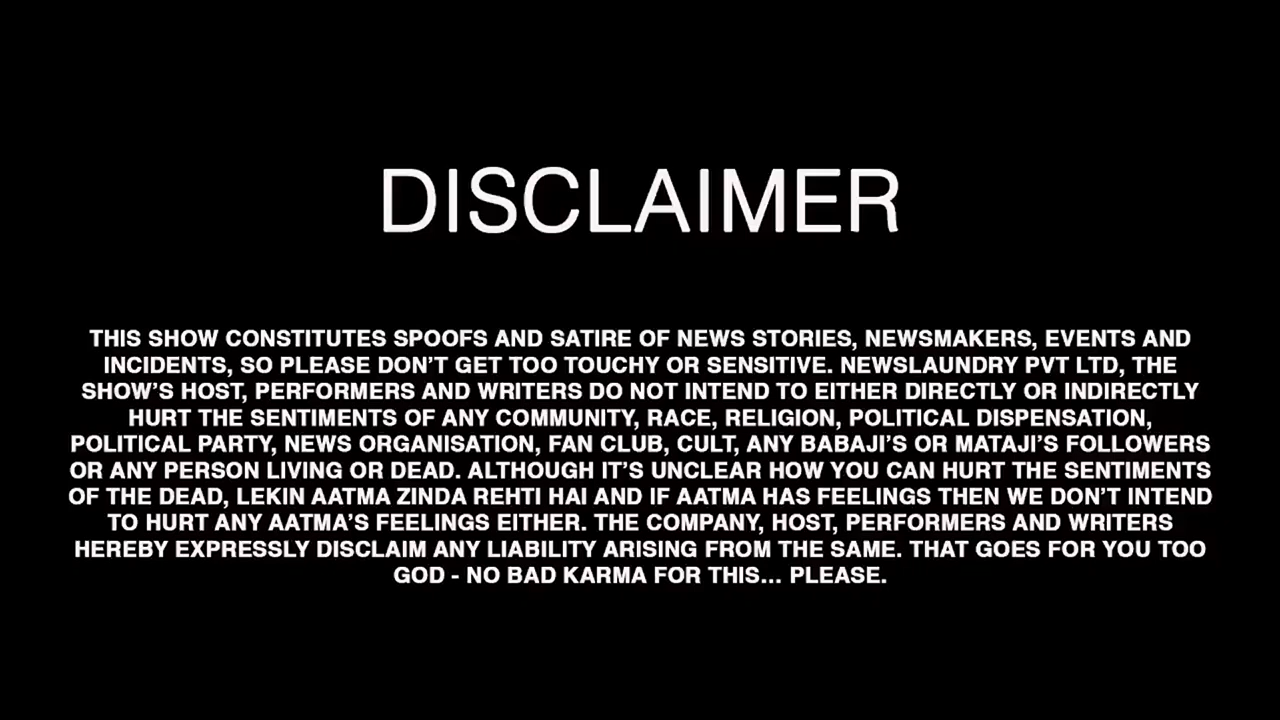 DISCLAIMER
THIS SHOW CONSTITUTES SPOOFS AND SATIRE OF NEWS STORIES, NEWSMAKERS, EVENTS AND
INCIDENTS, SO PLEASE DON'T GET TOO TOUCHY OR SENSITIVE. NEWSLAUNDRY PVT LTD, THE
SHOW'S HOST, PERFORMERS AND WRITERS DO NOT INTEND TO EITHER DIRECTLY OR INDIRECTLY
HURT THE SENTIMENTS OF ANY COMMUNITY, RACE, RELIGION, POLITICAL DISPENSATION,
POLITICAL PARTY, NEWS ORGANISATION, FAN CLUB, CULT, ANY BABAJI'S OR MATAJI'S FOLLOWERS
OR ANY PERSON LIVING OR DEAD. ALTHOUGH IT'S UNCLEAR HOW YOU CAN HURT THE SENTIMENTS
OF THE DEAD, LEKIN AATMA ZINDA REHTI HAI AND IF AATMA HAS FEELINGS THEN WE DON'T INTEND
TO HURT ANY AATMA'S FEELINGS EITHER. THE COMPANY, HOST, PERFORMERS AND WRITERS
HEREBY EXPRESSLY DISCLAIM ANY LIABILITY ARISING FROM THE SAME. THAT GOES FOR YOU TOO
GOD - NO BAD KARMA FOR THIS... PLEASE.